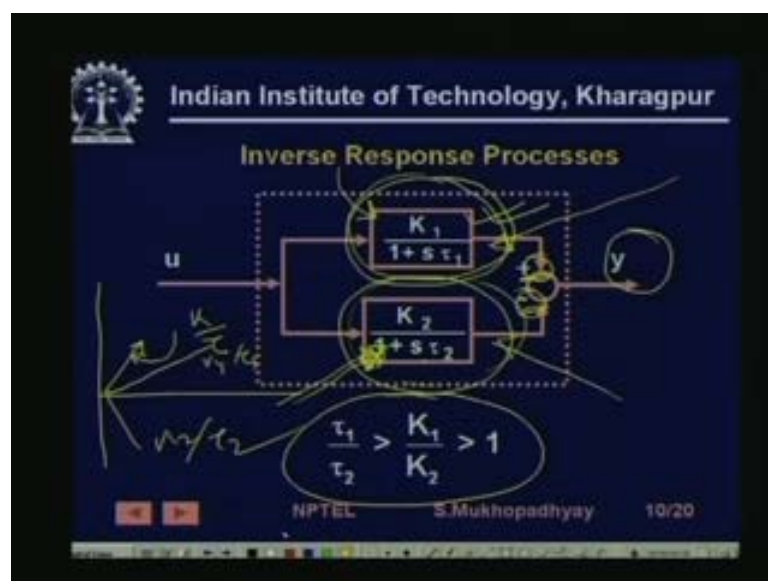 Indian Institute of Technology, Kharagpur
Inverse Response Processes
K₁
1 + s τ₁
+
u
y
K₂
1 + s τ₂
-
K
τ
τ₁/τ₂ > K₁/K₂ > 1
NPTEL S.Mukhopadhyay 10/20